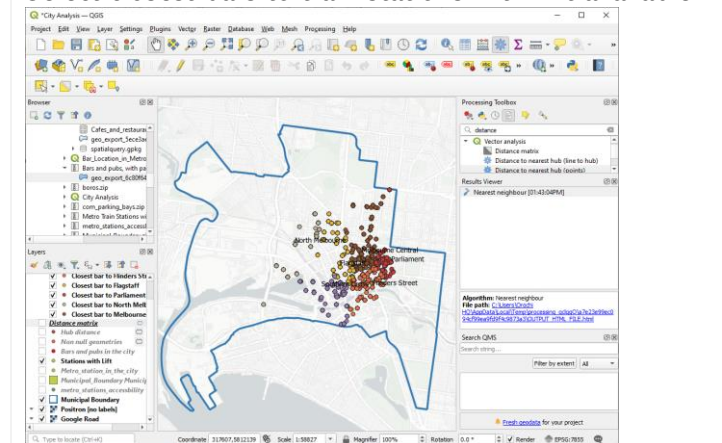 *City Analysis — QGIS
Project Edit View Layer Settings Plugins Vector Raster Database Web Mesh Processing Help
Browser
Cafes_and_restaura
geo_export_5ece3ae
spatialquery.gpkg
Bar_Location_in_Metro
Bars and pubs, with pa
geo_export_6c80f64
boros.zip
City Analysis
com_parking_bays.zip
Metro Train Stations wi
metro_stations_accessi
Layers
Closest bar to Flinders St
Closest bar to Flagstaff
Closest bar to Parliament
Closest bar to North Melb
Closest bar to Melbourne
Distance matrix
Hub distance
Non null geometries
Bars and pubs in the city
Stations with Lift
Metro_station_in_the_city
Municipal_Boundary Municip
metro_stations_accessbility
Municipal Boundary
Positron [no labels]
Google Road
North Melbourne
Central
Parliament
Flinders Street
Processing Toolbox
distance
Vector analysis
Distance matrix
Distance to nearest hub (line to hub)
Distance to nearest hub (points)
Results Viewer
Nearest neighbour [01:43:04PM]
Algorithm: Nearest neighbour
File path:
Search QMS
Search string...
Filter by extent All
Fresh geodata for your project
Type to locate (Ctrl+K) Coordinate 317607,5812139 Scale 1:58827 Magnifier 100% Rotation 0.0 ° Render EPSG:7855